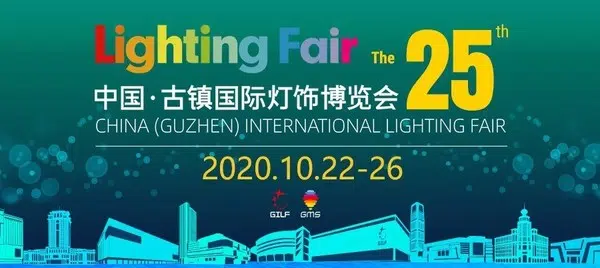 Lighting Fair The 25th
中国·古镇国际灯饰博览会
CHINA (GUZHEN) INTERNATIONAL LIGHTING FAIR
2020.10.22-26
GILF GMS